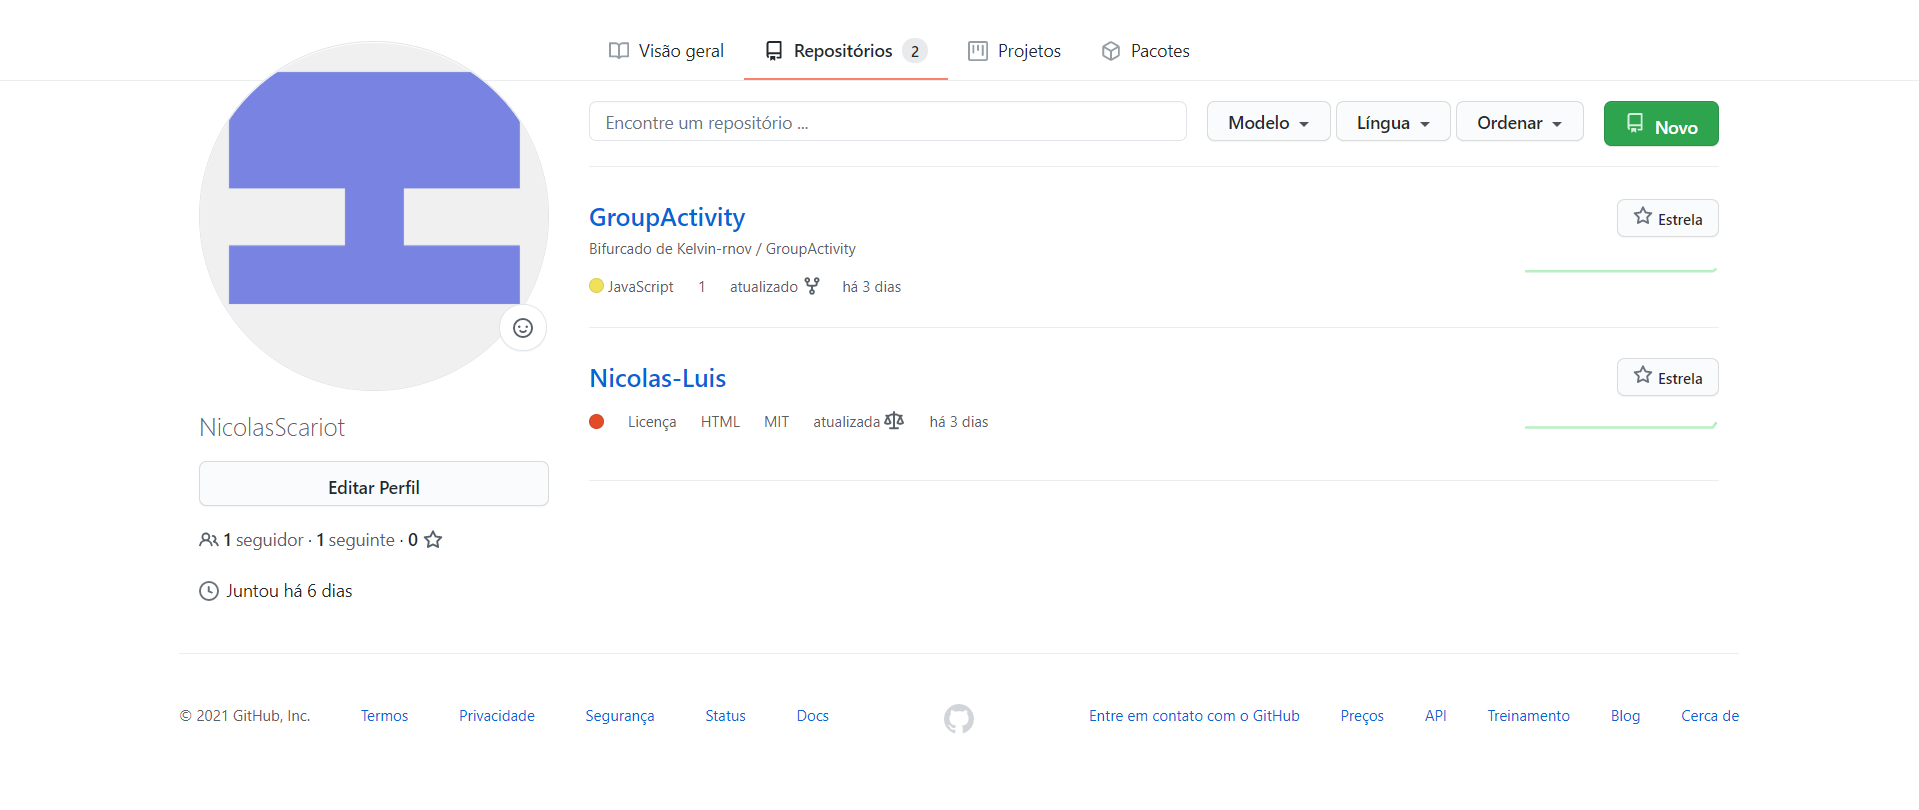 Visão geral Repositórios 2 Projetos Pacotes
Encontre um repositório ... Modelo Língua Ordenar Novo
GroupActivity Estrela
Bifurcado de Kelvin-rnov / GroupActivity
JavaScript 1 atualizado há 3 dias
Nicolas-Luis Estrela
Licença HTML MIT atualizada há 3 dias
NicolasScariot
Editar Perfil
1 seguidor · 1 seguinte · 0
Juntou há 6 dias
© 2021 GitHub, Inc. Termos Privacidade Segurança Status Docs Entre em contato com o GitHub Preços API Treinamento Blog Cerca de